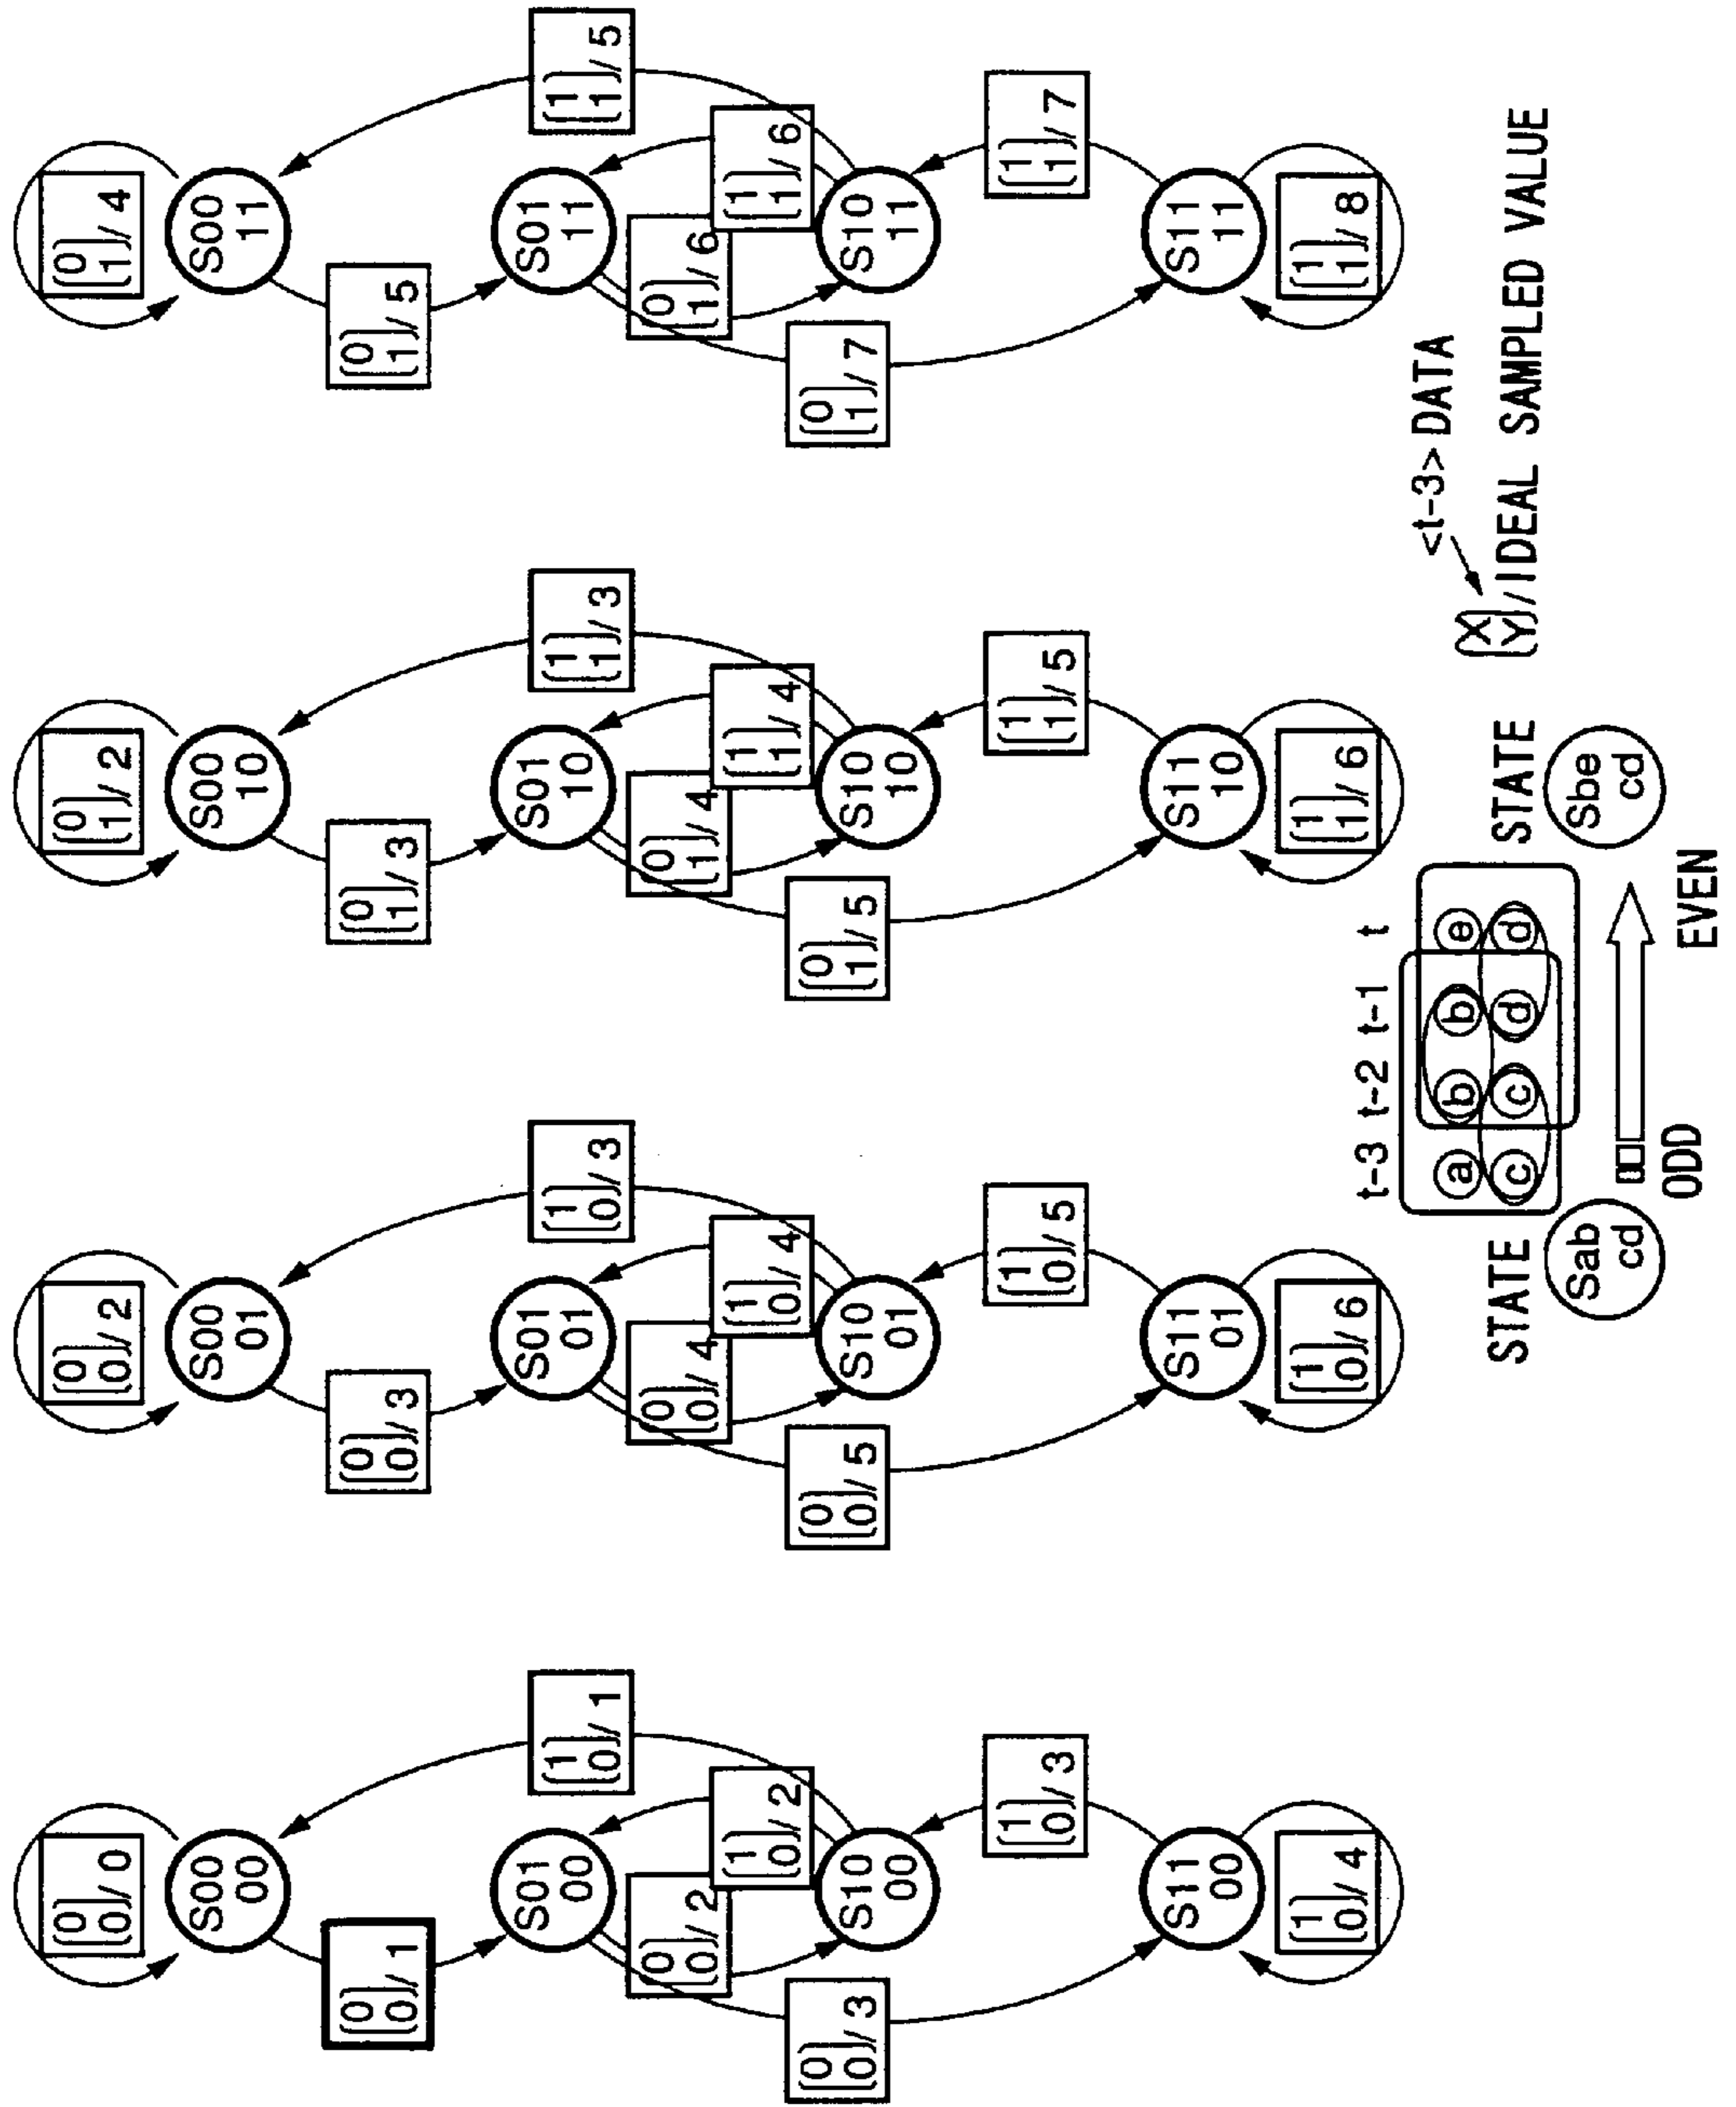 (0
0)/0
S00
00
(0
0)/1
(1
0)/1
S01
00
(0
0)/2
(1
0)/2
(0
0)/3
S10
00
(1
0)/3
S11
00
(1
0)/4
(0
0)/2
S00
01
(0
0)/3
(1
0)/3
S01
01
(0
0)/4
(1
0)/4
(0
0)/5
S10
01
(1
0)/5
S11
01
(1
0)/6
(0
1)/2
S00
10
(0
1)/3
(1
1)/3
S01
10
(0
1)/4
(1
1)/4
(0
1)/5
S10
10
(1
1)/5
S11
10
(1
1)/6
(0
1)/4
S00
11
(0
1)/5
(1
1)/5
S01
11
(0
1)/6
(1
1)/6
(0
1)/7
S10
11
(1
1)/7
S11
11
(1
1)/8
t-3 t-2 t-1 t
a b b e
c c d d
STATE
Sab
cd
STATE
Sbe
cd
ODD EVEN
<t-3>DATA
(X
Y)/IDEAL SAMPLED VALUE